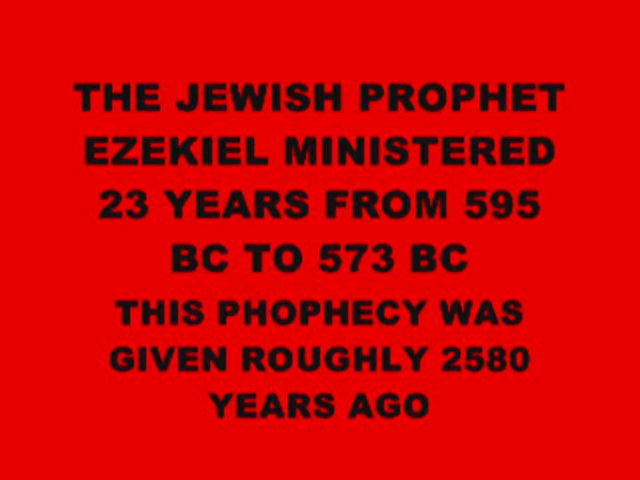 THE JEWISH PROPHET
EZEKIEL MINISTERED
23 YEARS FROM 595
BC TO 573 BC
THIS PHOPHECY WAS
GIVEN ROUGHLY 2580
YEARS AGO